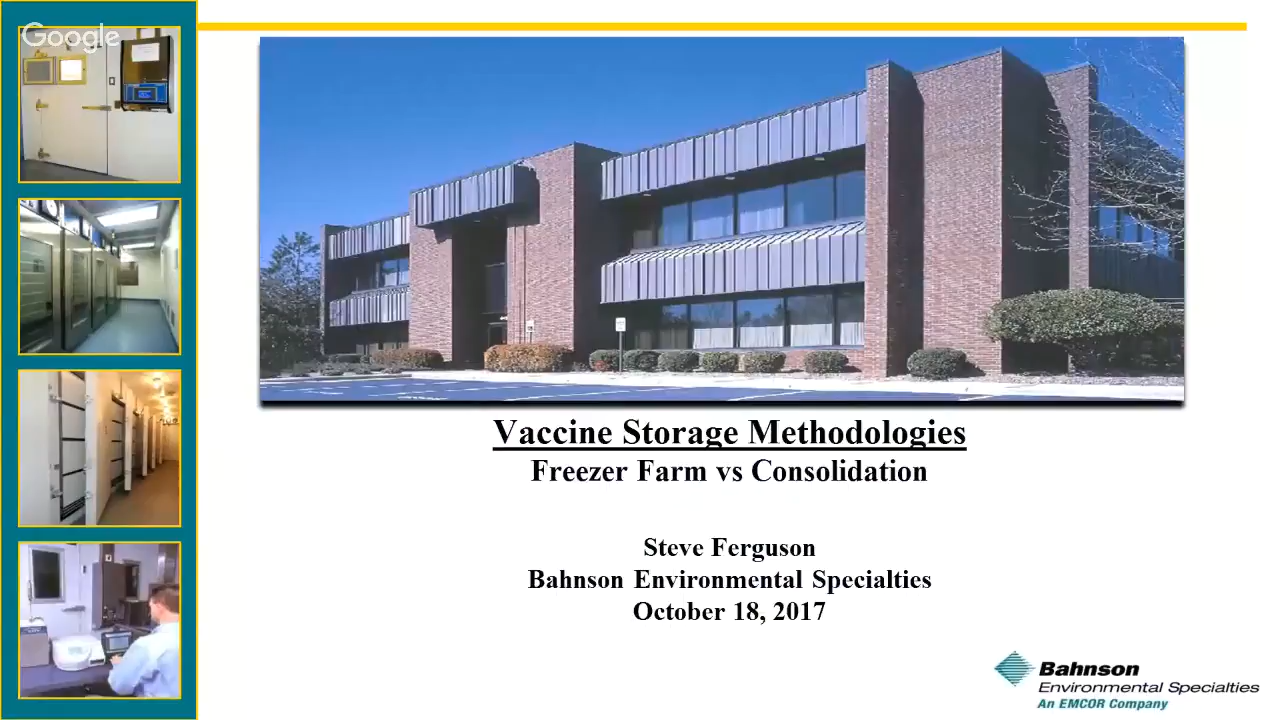 Google
Vaccine Storage Methodologies
Freezer Farm vs Consolidation
Steve Ferguson
Bahnson Environmental Specialties
October 18, 2017
Bahnson
Environmental Specialties
An EMCOR Company